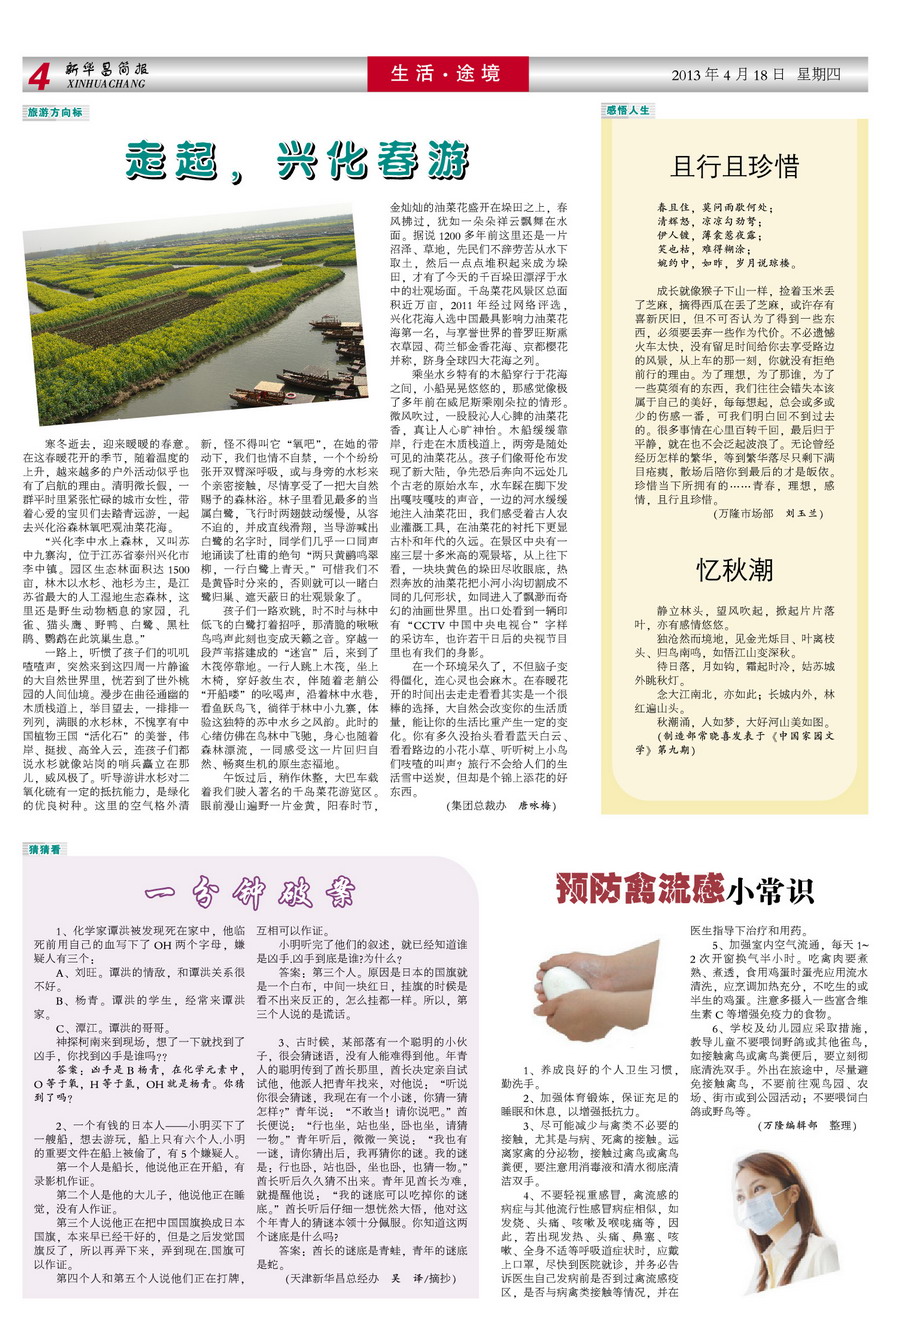 4
新华昌简报
XINHUACHANG
生活·途境
2013 年 4 月 18 日 星期四
旅游方向标
走起，兴化春游
寒冬逝去，迎来暖暖的春意。
在这春暖花开的季节，随着温度的
上升，越来越多的户外活动似乎也
有了启航的理由。清明微长假，一
群平时里紧张忙碌的城市女性，带
着心爱的宝贝们去踏青远游，一起
去兴化浴森林氧吧观油菜花海。
“兴化李中水上森林，又叫苏
中九寨沟，位于江苏省泰州兴化市
李中镇。园区生态林面积达 1500
亩，林木以水杉、池杉为主，是江
苏省最大的人工湿地生态森林，这
里还是野生动物栖息的家园，孔
雀、猫头鹰、野鸭、白鹭、黑杜
鹃、鹦鹉在此筑巢生息。”
一路上，听惯了孩子们的叽叽
喳喳声，突然来到这四周一片静谧
的大自然世界里，恍若到了世外桃
园的人间仙境。漫步在曲径通幽的
木质栈道上，举目望去，一排排一
列列，满眼的水杉林，不愧享有中
国植物王国“活化石”的美誉，伟
岸、挺拔、高耸入云，连孩子们都
说水杉就像站岗的哨兵矗立在那
儿，威风极了。听导游讲水杉对二
氧化硫有一定的抵抗能力，是绿化
的优良树种。这里的空气格外清
新，怪不得叫它“氧吧”，在她的带
动下，我们也情不自禁，一个个纷纷
张开双臂深呼吸，或与身旁的水杉来
个亲密接触，尽情享受了一把大自然
赐予的森林浴。林子里看见最多的当
属白鹭，飞行时两翅鼓动缓慢，从容
不迫的，并成直线滑翔，当导游喊出
白鹭的名字时，同学们几乎一口同声
地诵读了杜甫的绝句“两只黄鹂鸣翠
柳，一行白鹭上青天。”可惜我们不
是黄昏时分来的，否则就可以一睹白
鹭归巢、遮天蔽日的壮观景象了。
孩子们一路欢跳，时不时与林中
低飞的白鹭打着招呼，那清脆的啾啾
鸟鸣声此刻也变成天籁之音。穿越一
段芦苇搭建成的“迷宫”后，来到了
木筏停靠地。一行人跳上木筏，坐上
木椅，穿好救生衣，伴随着老艄公
“开船喽”的吆喝声，沿着林中水巷，
看鱼跃鸟飞，徜徉于林中小九寨，体
验这独特的苏中水乡之风韵。此时的
心绪仿佛在鸟林中飞驰，身心也随着
森林漂流，一同感受这一片回归自
然、畅爽生机的原生态福地。
午饭过后，稍作休整，大巴车载
着我们驶入著名的千岛菜花游览区。
眼前漫山遍野一片金黄，阳春时节，
金灿灿的油菜花盛开在垛田之上，春
风拂过，犹如一朵朵祥云飘舞在水
面。据说 1200 多年前这里还是一片
沼泽、草地，先民们不辞劳苦从水下
取土，然后一点点堆积起来成为垛
田，才有了今天的千百垛田漂浮于水
中的壮观场面。千岛菜花风景区总面
积近万亩，2011 年经过网络评选，
兴化花海入选中国最具影响力油菜花
海第一名，与享誉世界的普罗旺斯熏
衣草园、荷兰郁金香花海、京都樱花
并称，跻身全球四大花海之列。
乘坐水乡特有的木船穿行于花海
之间，小船晃晃悠悠的，那感觉像极
了多年前在威尼斯乘刚朵拉的情形。
微风吹过，一股股沁人心脾的油菜花
香，真让人心旷神怡。木船缓缓靠
岸，行走在木质栈道上，两旁是随处
可见的油菜花丛。孩子们像哥伦布发
现了新大陆，争先恐后奔向不远处几
个古老的原始水车，水车踩在脚下发
出嘎吱嘎吱的声音，一边的河水缓缓
地注入油菜花田，我们感受着古人农
业灌溉工具，在油菜花的衬托下更显
古朴和年代的久远。在景区中央有一
座三层十多米高的观景塔，从上往下
看，一块块黄色的垛田尽收眼底，热
烈奔放的油菜花把小河小沟切割成不
同的几何形状，如同进入了飘渺而奇
幻的油画世界里。出口处看到一辆印
有“CCTV 中国中央电视台”字样
的采访车，也许若干日后的央视节目
里也有我们的身影。
在一个环境呆久了，不但脑子变
得僵化，连心灵也会麻木。在春暖花
开的时间出去走走看看其实是一个很
棒的选择，大自然会改变你的生活质
量，能让你的生活比重产生一定的变
化。你有多久没抬头看看蓝天白云、
看看路边的小花小草、听听树上小鸟
们吱喳的叫声？旅行不会给人们的生
活雪中送炭，但却是个锦上添花的好
东西。
(集团总裁办 唐咏梅)
感悟人生
且行且珍惜
春且住，莫问雨歇何处；
清辉怒，凉凉勾劲弩；
伊人镀，薄裳惹夜露；
笑也枯，难得糊涂；
婉约中，如昨，岁月说琼楼。
成长就像猴子下山一样，捡着玉米丢
了芝麻，摘得西瓜在丢了芝麻，或许存有
喜新厌旧，但不可否认为了得到一些东
西，必须要丢弃一些作为代价。不必遗憾
火车太快，没有留足时间给你去享受路边
的风景，从上车的那一刻，你就没有拒绝
前行的理由。为了理想，为了那谁，为了
一些莫须有的东西，我们往往会错失本该
属于自己的美好，每每想起，总会或多或
少的伤感一番，可我们明白回不到过去
的。很多事情在心里百转千回，最后归于
平静，就在也不会泛起波浪了。无论曾经
经历怎样的繁华，等到繁华落尽只剩下满
目疮痍，散场后陪你到最后的才是皈依。
珍惜当下所拥有的……青春，理想，感
情，且行且珍惜。
(万隆市场部 刘玉兰)
忆秋潮
静立林头，望风吹起，掀起片片落
叶，亦有感情悠悠。
独沧然而境地，见金光烁目、叶离枝
头、归鸟南鸣，如悟江山变深秋。
待日落，月如钩，霜起时冷，姑苏城
外眺秋灯。
念大江南北，亦如此；长城内外，林
红遍山头。
秋潮涌，人如梦，大好河山美如图。
(制造部常晓喜发表于《中国家园文
学》第九期)
猜猜看
一分钟破案
1、化学家谭洪被发现死在家中，他临
死前用自己的血写下了 OH 两个字母，嫌
疑人有三个：
A、刘旺。谭洪的情敌，和谭洪关系很
不好。
B、杨青。谭洪的学生，经常来谭洪
家。
C、潭江。谭洪的哥哥。
神探柯南来到现场，想了一下就找到了
凶手，你找到凶手是谁吗??
答案：凶手是 B 杨青，在化学元素中，
O 等于氧，H 等于氢，OH 就是杨青。你猜
到了吗?
2、一个有钱的日本人——小明买下了
一艘船，想去游玩，船上只有六个人.小明
的重要文件在船上被偷了，有 5 个嫌疑人。
第一个人是船长，他说他正在开船，有
录影机作证。
第二个人是他的大儿子，他说他正在睡
觉，没有人作证。
第三个人说他正在把中国国旗换成日本
国旗，本来早已经干好的，但是之后发觉国
旗反了，所以再弄下来，弄到现在,国旗可
以作证。
第四个人和第五个人说他们正在打牌，
互相可以作证。
小明听完了他们的叙述，就已经知道谁
是凶手,凶手到底是谁?为什么?
答案：第三个人。原因是日本的国旗就
是一个白布，中间一块红日，挂旗的时候是
看不出来反正的，怎么挂都一样。所以，第
三个人说的是谎话。
3、古时候，某部落有一个聪明的小伙
子，很会猜谜语，没有人能难得到他。年青
人的聪明传到了酋长那里，酋长决定亲自试
试他，他派人把青年找来，对他说：“听说
你很会猜谜，我现在有一个小谜，你猜一猜
怎样?”青年说：“不敢当！请你说吧。”酋
长便说：“行也坐，站也坐，卧也坐，请猜
一物。”青年听后，微微一笑说：“我也有
一谜，请你猜出后，我再猜你的谜。我的谜
是：行也卧，站也卧，坐也卧，也猜一物。”
酋长听后久久猜不出来。青年见酋长为难，
就提醒他说：“我的谜底可以吃掉你的谜
底。”酋长听后仔细一想恍然大悟，他对这
个年青人的猜谜本领十分佩服。你知道这两
个谜底是什么吗?
答案：酋长的谜底是青蛙，青年的谜底
是蛇。
(天津新华昌总经办 吴 译/摘抄)
预防禽流感小常识
1、养成良好的个人卫生习惯，
勤洗手。
2、加强体育锻炼，保证充足的
睡眠和休息，以增强抵抗力。
3、尽可能减少与禽类不必要的
接触，尤其是与病、死禽的接触。远
离家禽的分泌物，接触过禽鸟或禽鸟
粪便，要注意用消毒液和清水彻底清
洁双手。
4、不要轻视重感冒，禽流感的
病症与其他流行性感冒病症相似，如
发烧、头痛、咳嗽及喉咙痛等，因
此，若出现发热、头痛、鼻塞、咳
嗽、全身不适等呼吸道症状时，应戴
上口罩，尽快到医院就诊，并务必告
诉医生自己发病前是否到过禽流感疫
区，是否与病禽类接触等情况，并在
医生指导下治疗和用药。
5、加强室内空气流通，每天 1~
2 次开窗换气半小时。吃禽肉要煮
熟、煮透，食用鸡蛋时蛋壳应用流水
清洗，应烹调加热充分，不吃生的或
半生的鸡蛋。注意多摄入一些富含维
生素 C 等增强免疫力的食物。
6、学校及幼儿园应采取措施，
教导儿童不要喂饲野鸽或其他雀鸟，
如接触禽鸟或禽鸟粪便后，要立刻彻
底清洗双手。外出在旅途中，尽量避
免接触禽鸟，不要前往观鸟园、农
场、街市或到公园活动；不要喂饲白
鸽或野鸟等。
(万隆编辑部 整理)